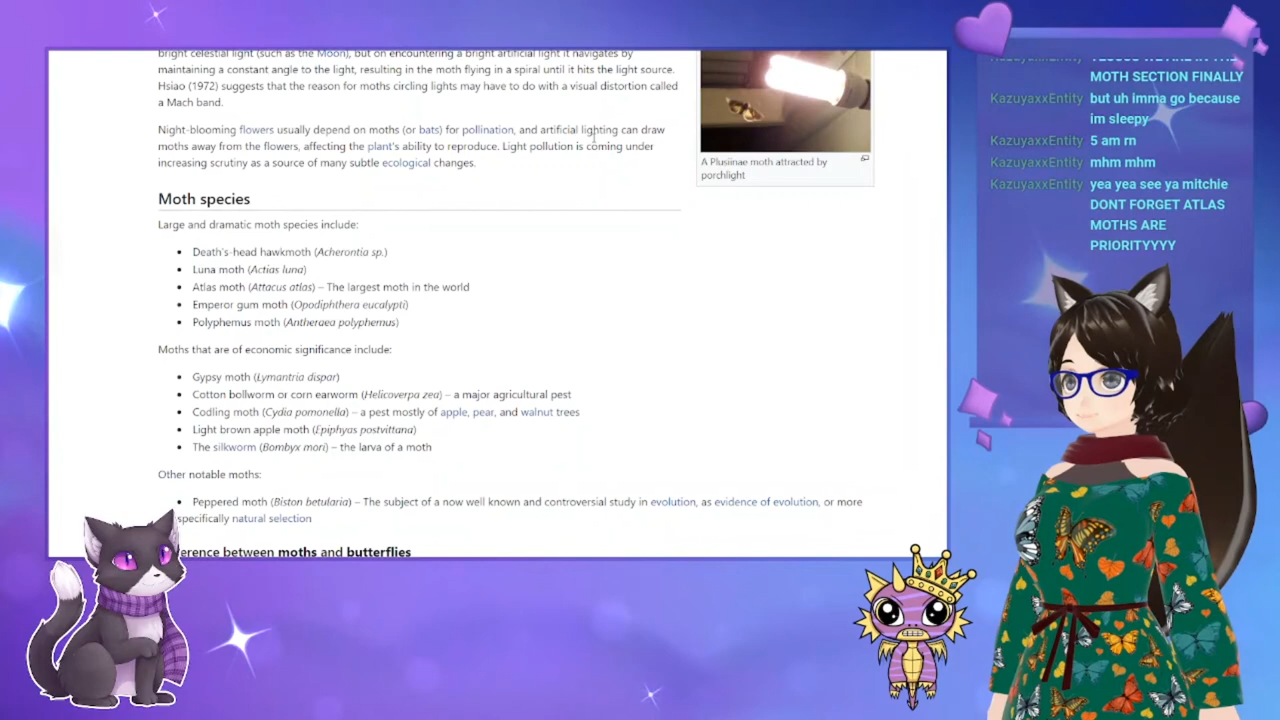 bright celestial light (such as the Moon), but on encountering a bright artificial light it navigates by
maintaining a constant angle to the light, resulting in the moth flying in a spiral until it hits the light source.
Hsiao (1972) suggests that the reason for moths circling lights may have to do with a visual distortion called
a Mach band.
Night-blooming flowers usually depend on moths (or bats) for pollination, and artificial lighting can draw
moths away from the flowers, affecting the plant's ability to reproduce. Light pollution is coming under
increasing scrutiny as a source of many subtle ecological changes.
A Plusiinae moth attracted by
porchlight
Moth species
Large and dramatic moth species include:
• Death's-head hawkmoth (Acherontia sp.)
• Luna moth (Actias luna)
• Atlas moth (Attacus atlas) – The largest moth in the world
• Emperor gum moth (Opodiphthera eucalypti)
• Polyphemus moth (Antheraea polyphemus)
Moths that are of economic significance include:
• Gypsy moth (Lymantria dispar)
• Cotton bollworm or corn earworm (Helicoverpa zea) – a major agricultural pest
• Codling moth (Cydia pomonella) – a pest mostly of apple, pear, and walnut trees
• Light brown apple moth (Epiphyas postvittana)
• The silkworm (Bombyx mori) – the larva of a moth
Other notable moths:
• Peppered moth (Biston betularia) – The subject of a now well known and controversial study in evolution, as evidence of evolution, or more
specifically natural selection
erence between moths and butterflies
MOTH SECTION FINALLY
KazuyaxxEntity but uh imma go because
im sleepy
KazuyaxxEntity 5 am rn
KazuyaxxEntity mhm mhm
KazuyaxxEntity yea yea see ya mitchie
DONT FORGET ATLAS
MOTHS ARE
PRIORITYYYY